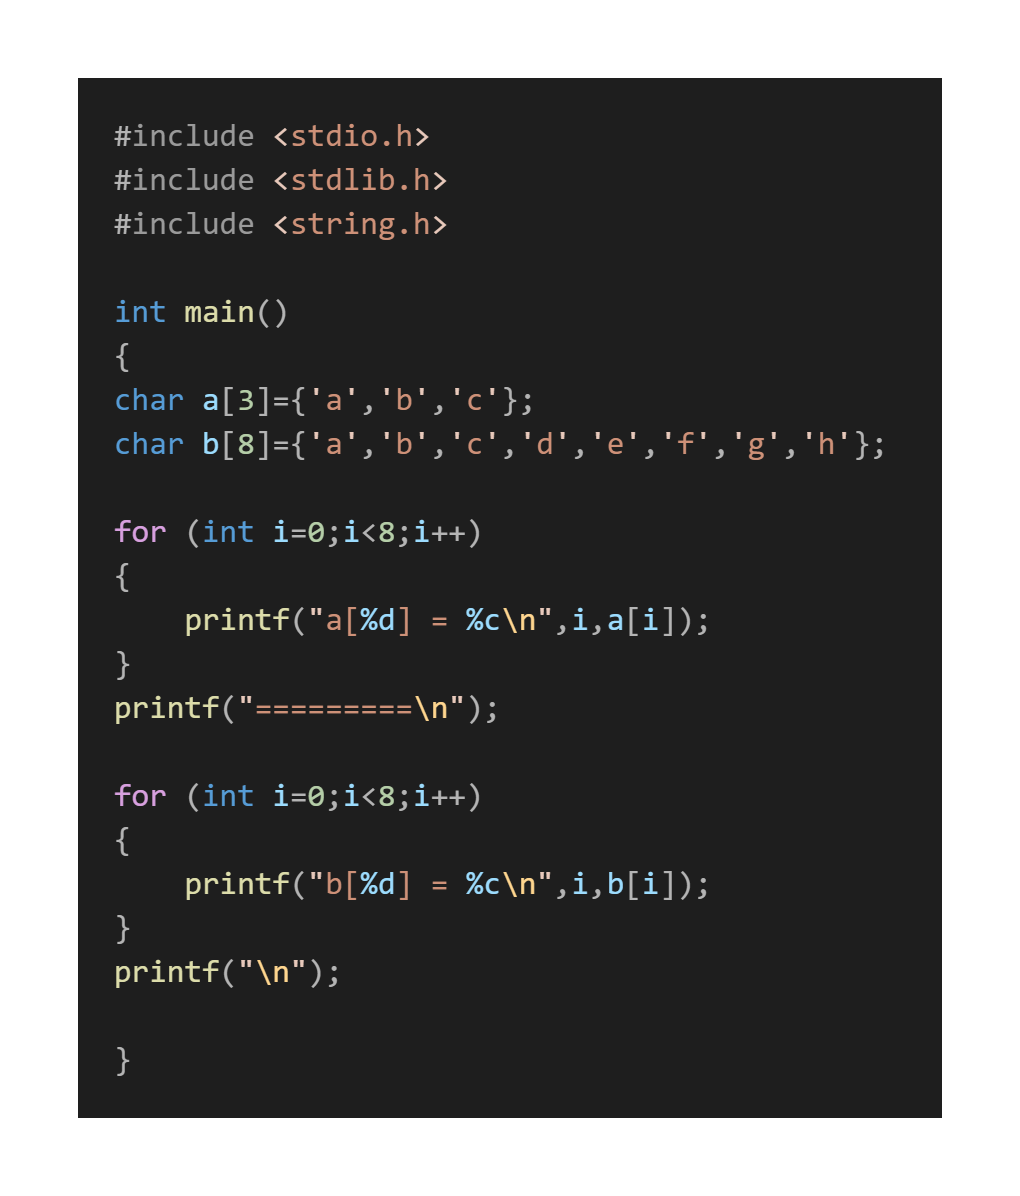 #include <stdio.h>
#include <stdlib.h>
#include <string.h>

int main()
{
char a[3]={'a','b','c'};
char b[8]={'a','b','c','d','e','f','g','h'};

for (int i=0;i<8;i++)
{
    printf("a[%d] = %c\n",i,a[i]);
}
printf("=========\n");

for (int i=0;i<8;i++)
{
    printf("b[%d] = %c\n",i,b[i]);
}
printf("\n");

}